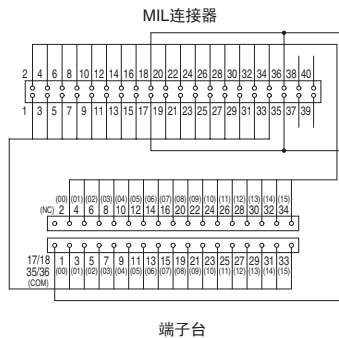 MIL连接器
2 4 6 8 10 12 14 16 18 20 22 24 26 28 30 32 34 36 38 40
1 3 5 7 9 11 13 15 17 19 21 23 25 27 29 31 33 35 37 39
(00) (01) (02) (03) (04) (05) (06) (07) (08) (09) (10) (11) (12) (13) (14) (15)
(NC) 2 4 6 8 10 12 14 16 20 22 24 26 28 30 32 34
17/18 1 3 5 7 9 11 13 15 19 21 23 25 27 29 31 33
35/36 (00) (01) (02) (03) (04) (05) (06) (07) (08) (09) (10) (11) (12) (13) (14) (15)
(COM)
端子台